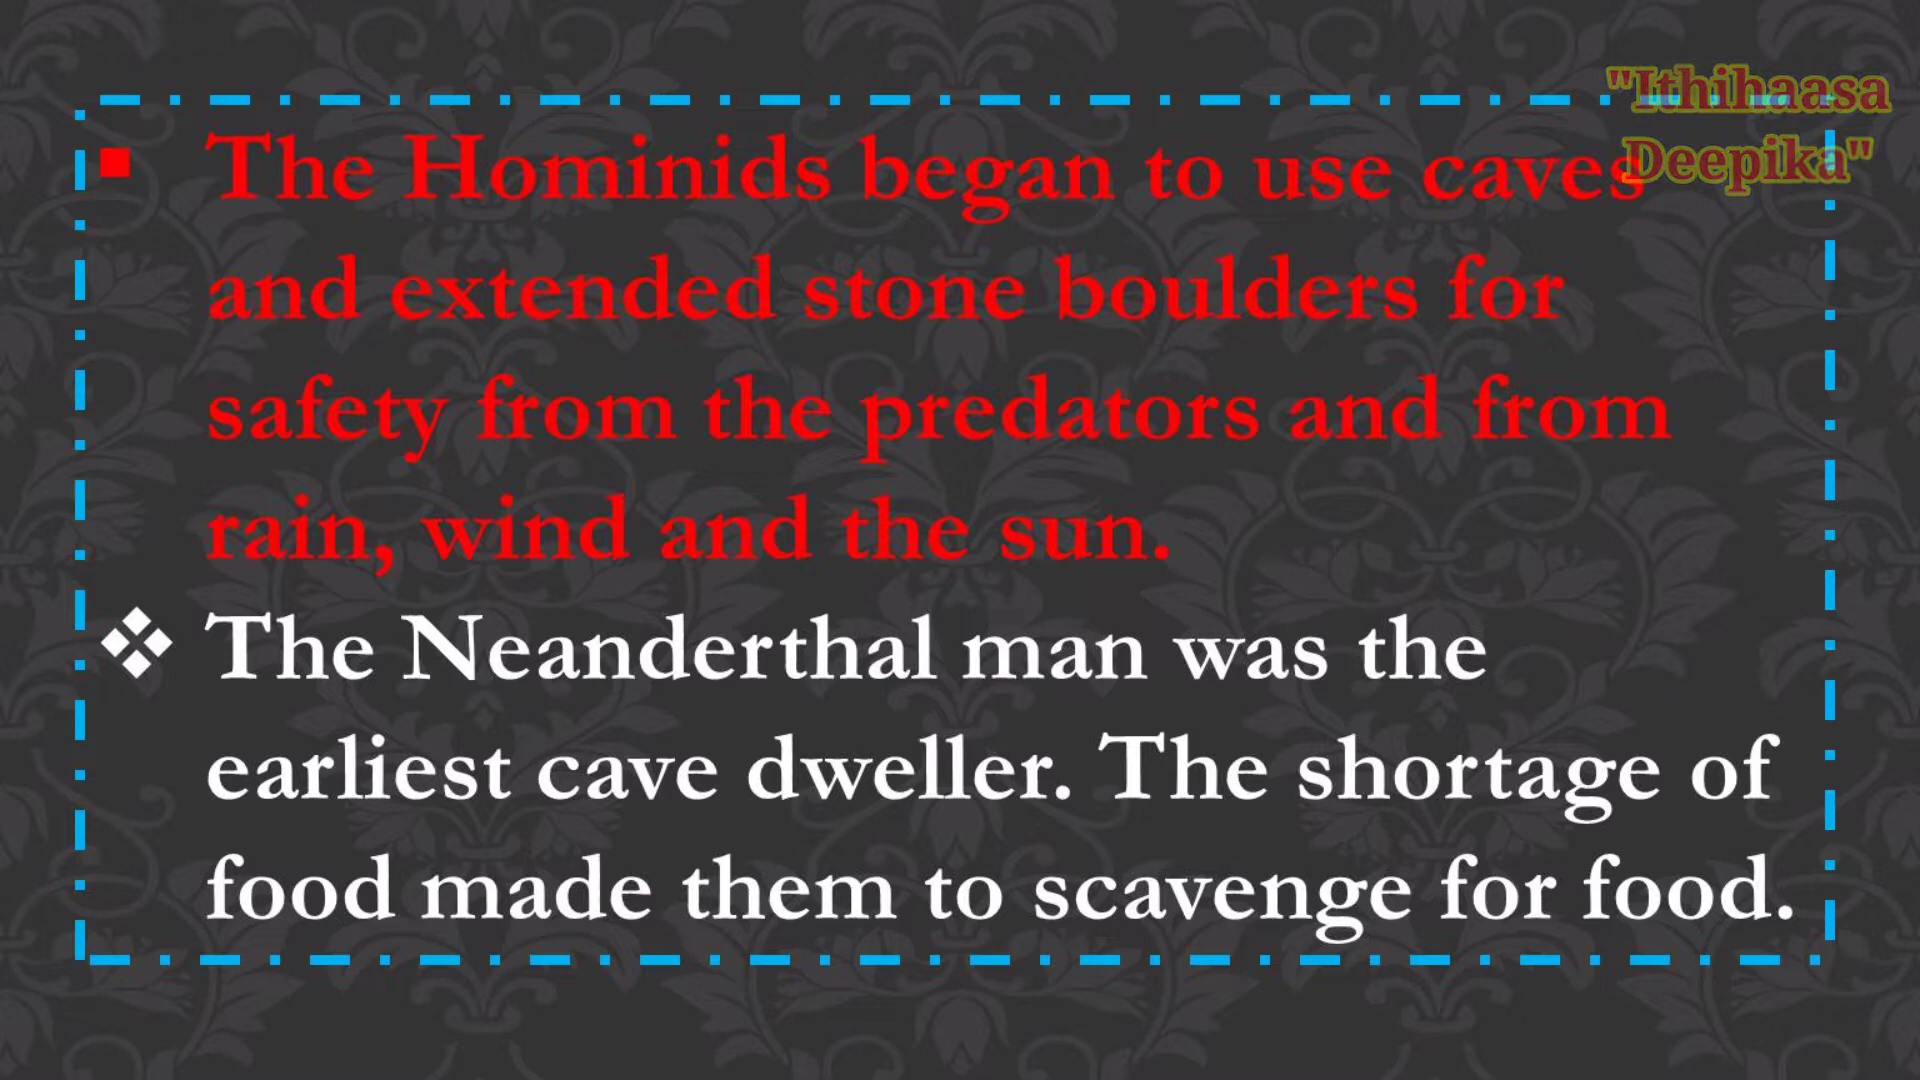 "Ithihaasa
Deepika"
▪ The Hominids began to use caves
and extended stone boulders for
safety from the predators and from
rain, wind and the sun.
❖ The Neanderthal man was the
earliest cave dweller. The shortage of
food made them to scavenge for food.